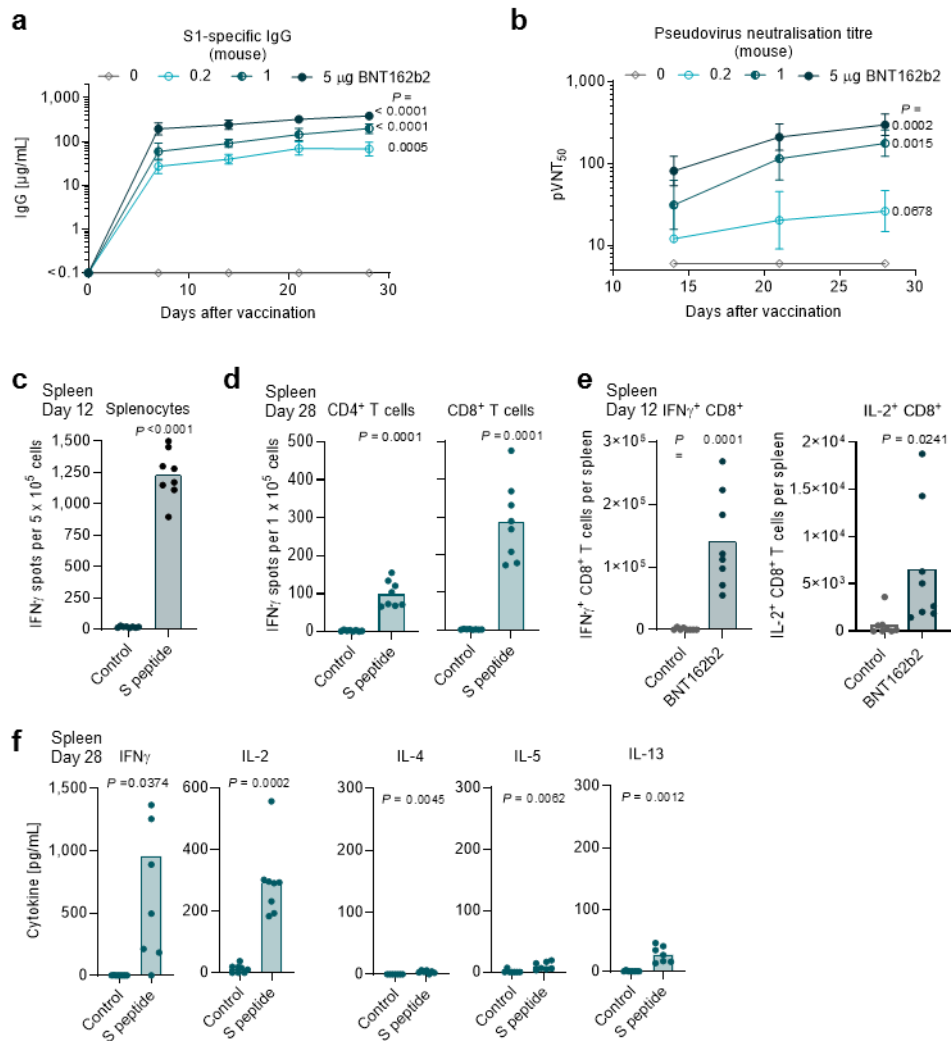 a
S1-specific IgG
(mouse)
0 0.2 1 5 μg BNT162b2
P =
< 0.0001
< 0.0001
0.0005
1,000
100
10
1
<0.1
IgG [μg/mL]
0 10 20 30
Days after vaccination
b
Pseudovirus neutralisation titre
(mouse)
0 0.2 1 5 μg BNT162b2
P =
0.0002
0.0015
0.0678
1,000
100
10
pVNT50
10 15 20 25 30
Days after vaccination
c
Spleen
Day 12
Splenocytes
P <0.0001
1,500
1,250
1,000
750
500
250
0
IFNγ spots per 5 x 10⁵ cells
Control
S peptide
d
Spleen
Day 28
CD4⁺ T cells
CD8⁺ T cells
P = 0.0001
P = 0.0001
500
400
300
200
100
0
IFNγ spots per 1 x 10⁵ cells
Control
S peptide
Control
S peptide
e
Spleen
Day 12
IFNγ⁺ CD8⁺
P
=
0.0001
3×10⁵
2×10⁵
1×10⁵
0
IFNγ⁺ CD8⁺ T cells per spleen
Control
BNT162b2
IL-2⁺ CD8⁺
P = 0.0241
2×10⁴
1×10⁴
1×10⁴
5×10³
0
IL-2⁺ CD8⁺ T cells per spleen
Control
BNT162b2
f
Spleen
Day 28
IFNγ
P =0.0374
1,500
1,000
500
0
Cytokine [pg/mL]
Control
S peptide
IL-2
P = 0.0002
600
400
200
0
Control
S peptide
IL-4
P = 0.0045
300
200
100
0
Control
S peptide
IL-5
P = 0.0062
300
200
100
0
Control
S peptide
IL-13
P = 0.0012
300
200
100
0
Control
S peptide